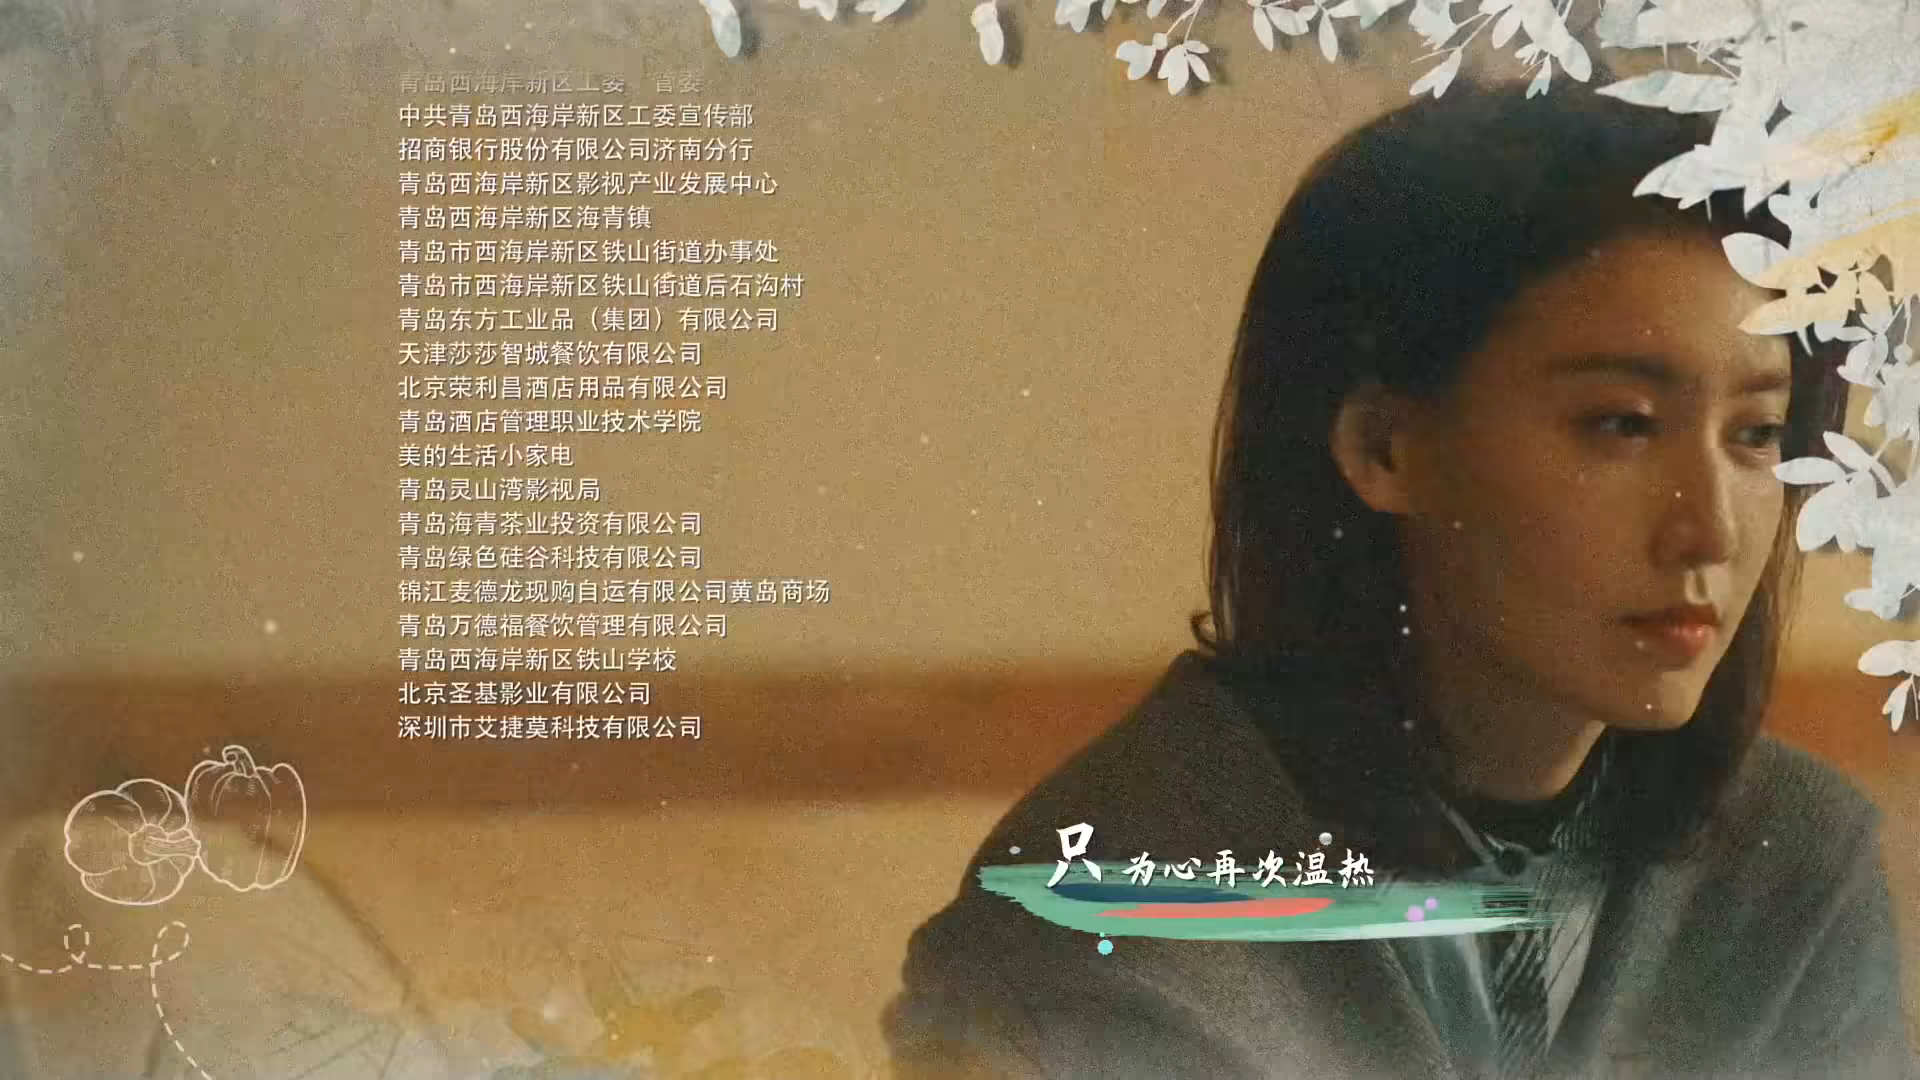 青岛西海岸新区工委 管委
中共青岛西海岸新区工委宣传部
招商银行股份有限公司济南分行
青岛西海岸新区影视产业发展中心
青岛西海岸新区海青镇
青岛市西海岸新区铁山街道办事处
青岛市西海岸新区铁山街道后石沟村
青岛东方工业品（集团）有限公司
天津莎莎智城餐饮有限公司
北京荣利昌酒店用品有限公司
青岛酒店管理职业技术学院
美的生活小家电
青岛灵山湾影视局
青岛海青茶业投资有限公司
青岛绿色硅谷科技有限公司
锦江麦德龙现购自运有限公司黄岛商场
青岛万德福餐饮管理有限公司
青岛西海岸新区铁山学校
北京圣基影业有限公司
深圳市艾捷莫科技有限公司
只为心再次温热